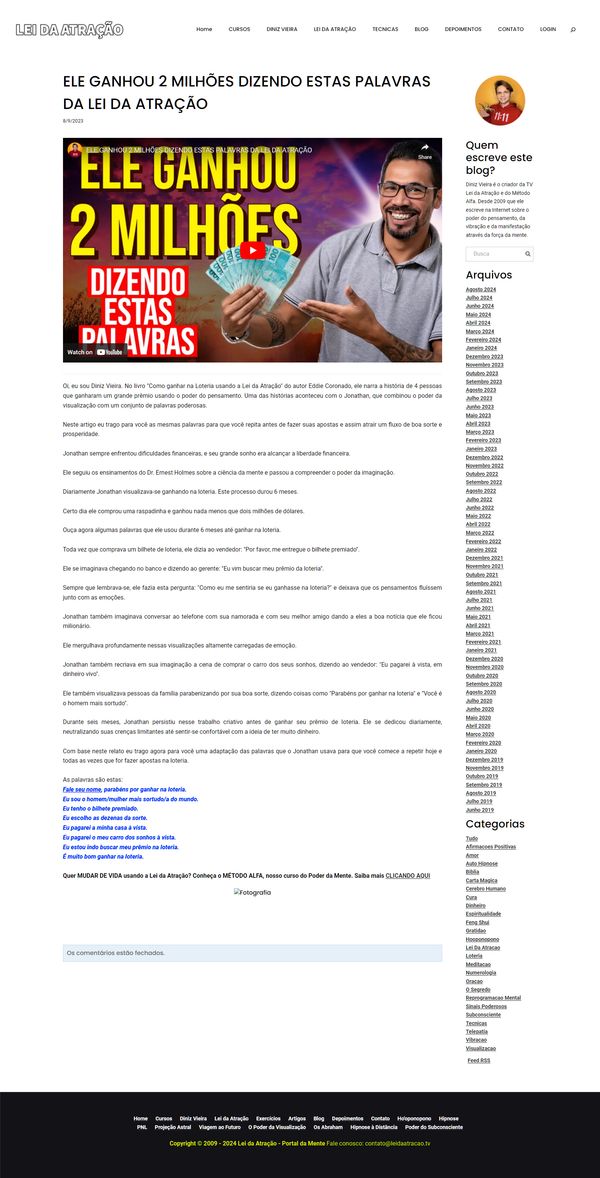 LEI DA ATRAÇÃO
Home CURSOS DINIZ VIEIRA LEI DA ATRAÇÃO TECNICAS BLOG DEPOIMENTOS CONTATO LOGIN
ELE GANHOU 2 MILHÕES DIZENDO ESTAS PALAVRAS
DA LEI DA ATRAÇÃO
8/9/2023
ELE GANHOU 2 MILHÕES DIZENDO ESTAS PALAVRAS DA LEI DA ATRAÇÃO
Share
ELE GANHOU
2 MILHÕES
DIZENDO
ESTAS
PALAVRAS
Watch on YouTube
Oi, eu sou Diniz Vieira. No livro "Como ganhar na Loteria usando a Lei da Atração" do autor Eddie Coronado, ele narra a história de 4 pessoas
que ganharam um grande prêmio usando o poder do pensamento. Uma das histórias aconteceu com o Jonathan, que combinou o poder da
visualização com um conjunto de palavras poderosas.
Neste artigo eu trago para você as mesmas palavras para que você repita antes de fazer suas apostas e assim atrair um fluxo de boa sorte e
prosperidade.
Jonathan sempre enfrentou dificuldades financeiras, e seu grande sonho era alcançar a liberdade financeira.
Ele seguiu os ensinamentos do Dr. Ernest Holmes sobre a ciência da mente e passou a compreender o poder da imaginação.
Diariamente Jonathan visualizava-se ganhando na loteria. Este processo durou 6 meses.
Certo dia ele comprou uma raspadinha e ganhou nada menos que dois milhões de dólares.
Ouça agora algumas palavras que ele usou durante 6 meses até ganhar na loteria.
Toda vez que comprava um bilhete de loteria, ele dizia ao vendedor: "Por favor, me entregue o bilhete premiado".
Ele se imaginava chegando no banco e dizendo ao gerente: "Eu vim buscar meu prêmio da loteria".
Sempre que lembrava-se, ele fazia esta pergunta: "Como eu me sentiria se eu ganhasse na loteria?" e deixava que os pensamentos fluíssem
junto com as emoções.
Jonathan também imaginava conversar ao telefone com sua namorada e com seu melhor amigo dando a eles a boa notícia que ele ficou
milionário.
Ele mergulhava profundamente nessas visualizações altamente carregadas de emoção.
Jonathan também recriava em sua imaginação a cena de comprar o carro dos seus sonhos, dizendo ao vendedor: "Eu pagarei à vista, em
dinheiro vivo".
Ele também visualizava pessoas da família parabenizando por sua boa sorte, dizendo coisas como "Parabéns por ganhar na loteria" e "Você é
o homem mais sortudo".
Durante seis meses, Jonathan persistiu nesse trabalho criativo antes de ganhar seu prêmio de loteria. Ele se dedicou diariamente,
neutralizando suas crenças limitantes até sentir-se confortável com a ideia de ter muito dinheiro.
Com base neste relato eu trago agora para você uma adaptação das palavras que o Jonathan usava para que você comece a repetir hoje e
todas as vezes que for fazer apostas na loteria.
As palavras são estas:
Fale seu nome, parabéns por ganhar na loteria.
Eu sou o homem/mulher mais sortudo/a do mundo.
Eu tenho o bilhete premiado.
Eu escolho as dezenas da sorte.
Eu pagarei a minha casa à vista.
Eu pagarei o meu carro dos sonhos à vista.
Eu estou indo buscar meu prêmio na loteria.
É muito bom ganhar na loteria.
Quer MUDAR DE VIDA usando a Lei da Atração? Conheça o MÉTODO ALFA, nosso curso do Poder da Mente. Saiba mais CLICANDO AQUI
Fotografia
Os comentários estão fechados.
11:11
Quem
escreve este
blog?
Diniz Vieira é o criador da TV
Lei da Atração e do Método
Alfa. Desde 2009 que ele
escreve na Internet sobre o
poder do pensamento, da
vibração e da manifestação
através da força da mente.
Busca
Arquivos
Agosto 2024
Julho 2024
Junho 2024
Maio 2024
Abril 2024
Março 2024
Fevereiro 2024
Janeiro 2024
Dezembro 2023
Novembro 2023
Outubro 2023
Setembro 2023
Agosto 2023
Julho 2023
Junho 2023
Maio 2023
Abril 2023
Março 2023
Fevereiro 2023
Janeiro 2023
Dezembro 2022
Novembro 2022
Outubro 2022
Setembro 2022
Agosto 2022
Julho 2022
Junho 2022
Maio 2022
Abril 2022
Março 2022
Fevereiro 2022
Janeiro 2022
Dezembro 2021
Novembro 2021
Outubro 2021
Setembro 2021
Agosto 2021
Julho 2021
Junho 2021
Maio 2021
Abril 2021
Março 2021
Fevereiro 2021
Janeiro 2021
Dezembro 2020
Novembro 2020
Outubro 2020
Setembro 2020
Agosto 2020
Julho 2020
Junho 2020
Maio 2020
Abril 2020
Março 2020
Fevereiro 2020
Janeiro 2020
Dezembro 2019
Novembro 2019
Outubro 2019
Setembro 2019
Agosto 2019
Julho 2019
Junho 2019
Categorias
Tudo
Afirmacoes Positivas
Amor
Auto Hipnose
Biblia
Carta Magica
Cerebro Humano
Cura
Dinheiro
Espiritualidade
Feng Shui
Gratidao
Hooponopono
Lei Da Atracao
Loteria
Meditacao
Numerologia
Oracao
O Segredo
Reprogramacao Mental
Sinais Poderosos
Subconsciente
Tecnicas
Telepatia
Vibracao
Visualizacao
Feed RSS
Home Cursos Diniz Vieira Lei da Atração Exercícios Artigos Blog Depoimentos Contato Ho'oponopono Hipnose
PNL Projeção Astral Viagem ao Futuro O Poder da Visualização Os Abraham Hipnose à Distância Poder do Subconsciente
Copyright © 2009 - 2024 Lei da Atração - Portal da Mente Fale conosco: contato@leidaatracao.tv